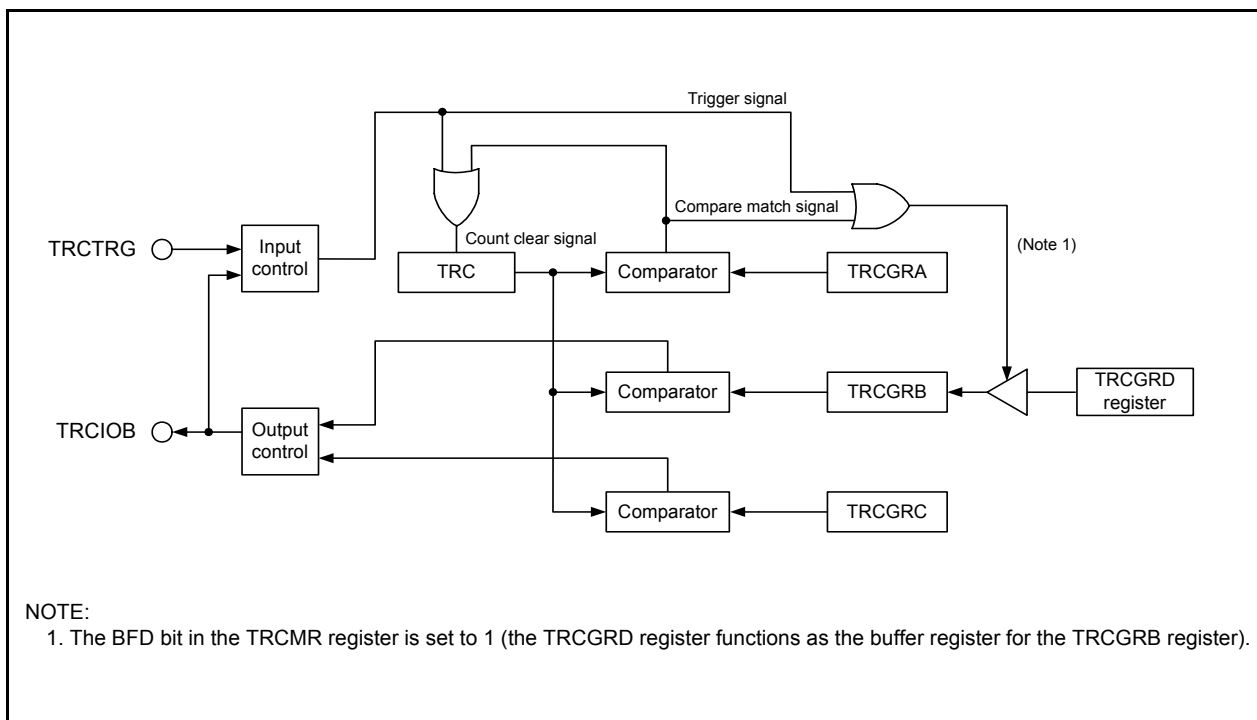 Trigger signal
Compare match signal
TRCTRG
Input
control
Count clear signal
(Note 1)
TRC
Comparator
TRCGRA
Comparator
TRCGRB
TRCGRD
register
TRCIOB
Output
control
Comparator
TRCGRC
NOTE:
1. The BFD bit in the TRCMR register is set to 1 (the TRCGRD register functions as the buffer register for the TRCGRB register).